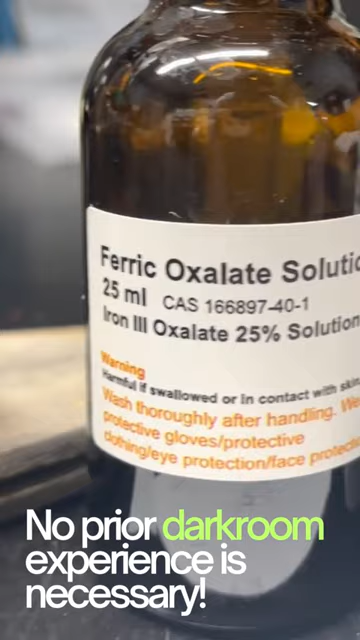 Ferric Oxalate
25 ml CAS 166897-40-1
Iron III Oxalate 25% Solution
Warning
Harmful if swallowed or in contact with skin
Wash thoroughly after handling.
protective gloves/protective
clothing/eye protection/face
No prior darkroom
experience is
necessary!